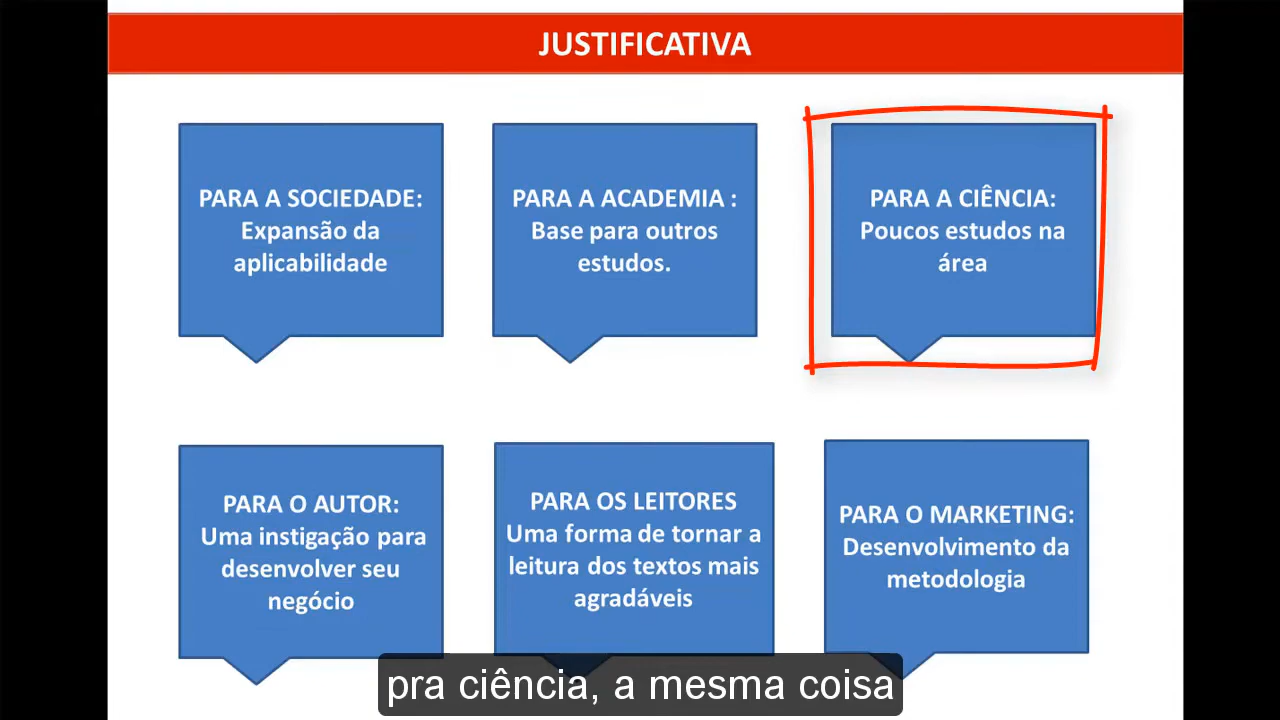 JUSTIFICATIVA
PARA A SOCIEDADE:
Expansão da
aplicabilidade
PARA A ACADEMIA :
Base para outros
estudos.
PARA A CIÊNCIA:
Poucos estudos na
área
PARA O AUTOR:
Uma instigação para
desenvolver seu
negócio
PARA OS LEITORES
Uma forma de tornar a
leitura dos textos mais
agradáveis
PARA O MARKETING:
Desenvolvimento da
metodologia
pra ciência, a mesma coisa